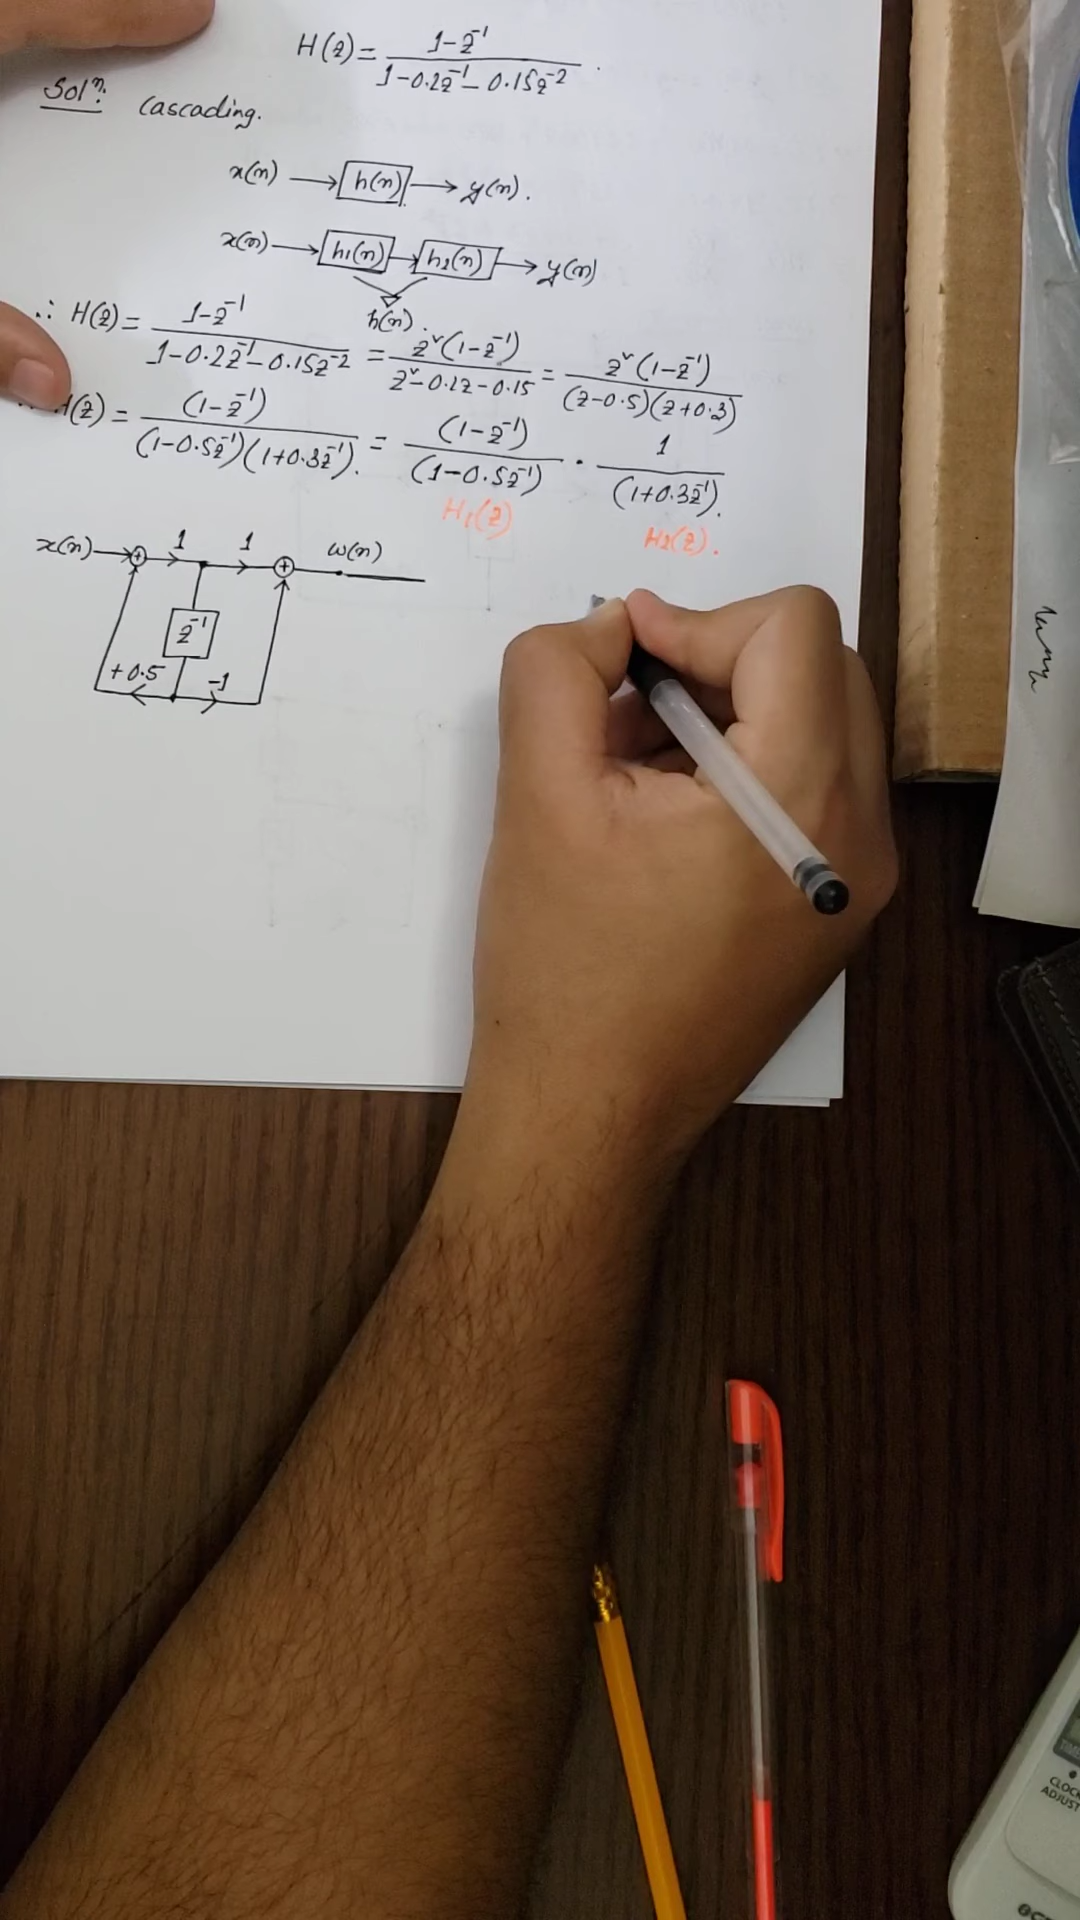 H(z) = 1-z⁻¹ / 1-0.2z⁻¹-0.15z⁻² .
Solⁿ: Cascading.
x(n) → h(n) → y(n).
x(n) → h₁(n) → h₂(n) → y(n)
h(n).
∴ H(z) = 1-z⁻¹ / 1-0.2z⁻¹-0.15z⁻² = z²(1-z⁻¹) / z²-0.2z-0.15 = z²(1-z⁻¹) / (z-0.5)(z+0.3)
H(z) = (1-z⁻¹) / (1-0.5z⁻¹)(1+0.3z⁻¹). = (1-z⁻¹) / (1-0.5z⁻¹) · 1 / (1+0.3z⁻¹).
H₁(z) H₂(z).
x(n) + 1 1 + w(n)
z⁻¹
+0.5 -1
CLOCK
ADJUST